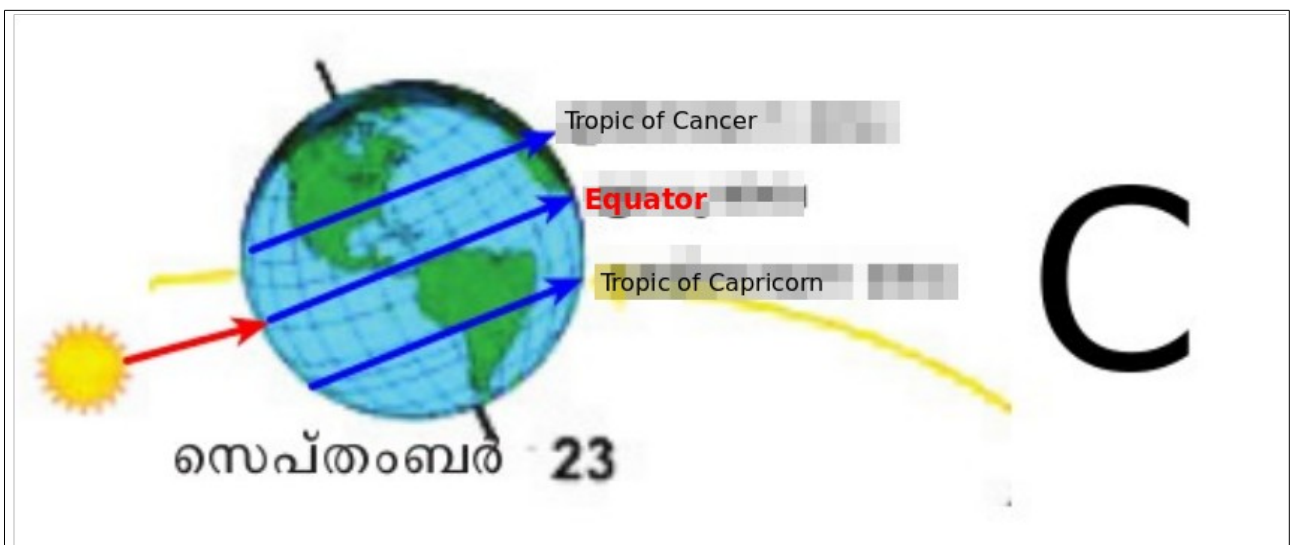 Tropic of Cancer
Equator
Tropic of Capricorn
C
സെപ്തംബർ 23